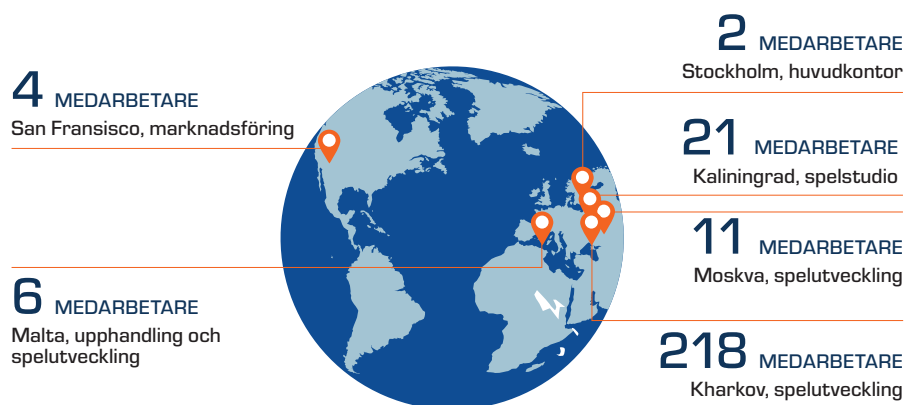 4 MEDARBETARE
San Fransisco, marknadsföring
6 MEDARBETARE
Malta, upphandling och
spelutveckling
2 MEDARBETARE
Stockholm, huvudkontor
21 MEDARBETARE
Kaliningrad, spelstudio
11 MEDARBETARE
Moskva, spelutveckling
218 MEDARBETARE
Kharkov, spelutveckling